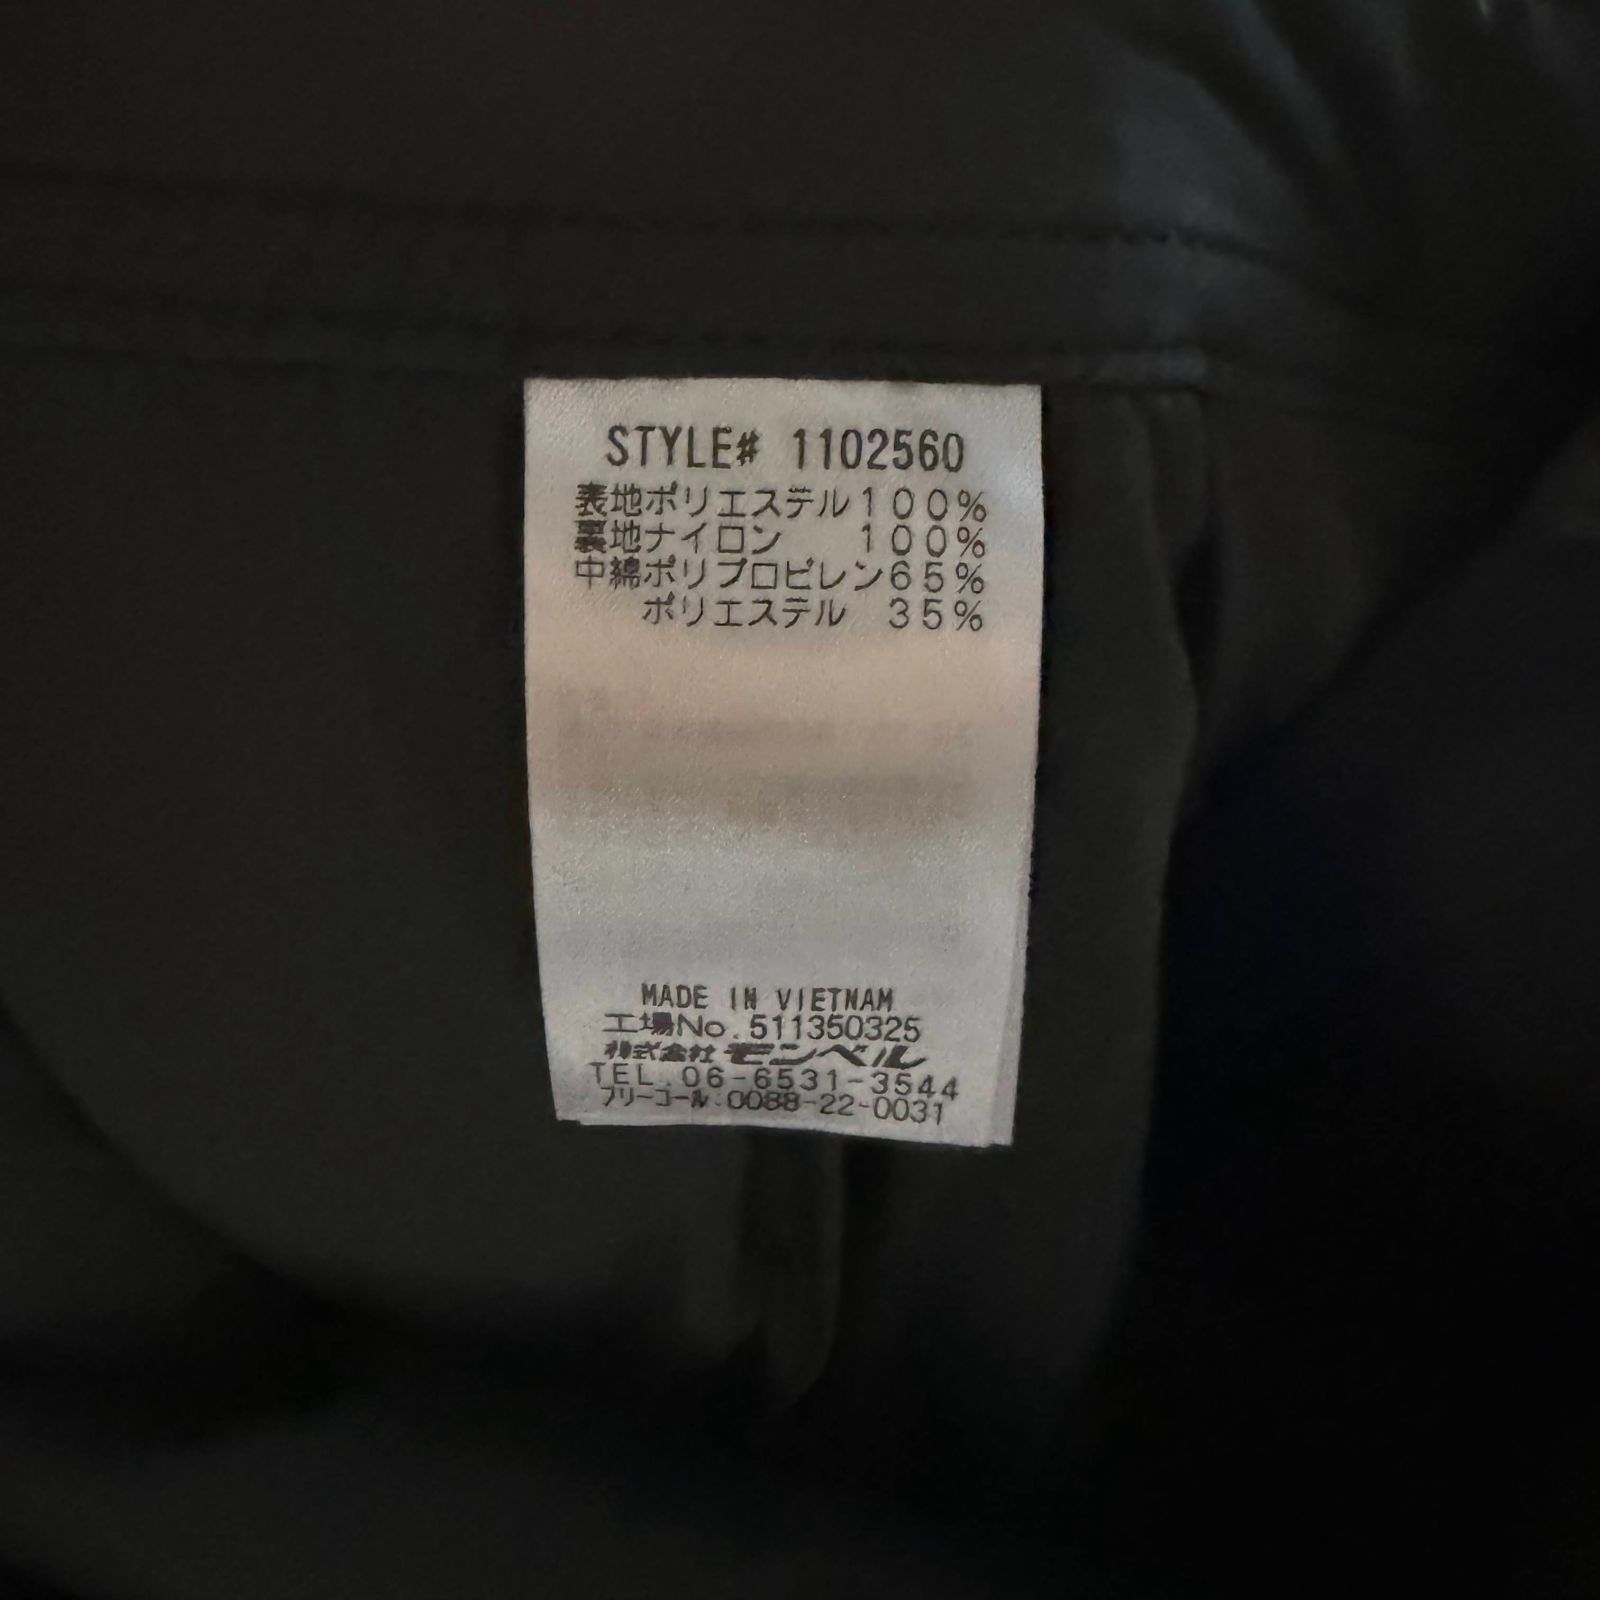 STYLE# 1102560
表地ポリエステル100%
裏地ナイロン 100%
中綿ポリプロピレン65%
ポリエステル 35%
MADE IN VIETNAM
工場No.511350325
株式会社モンベル
TEL.06-6531-3544
フリーコール:0088-22-0031